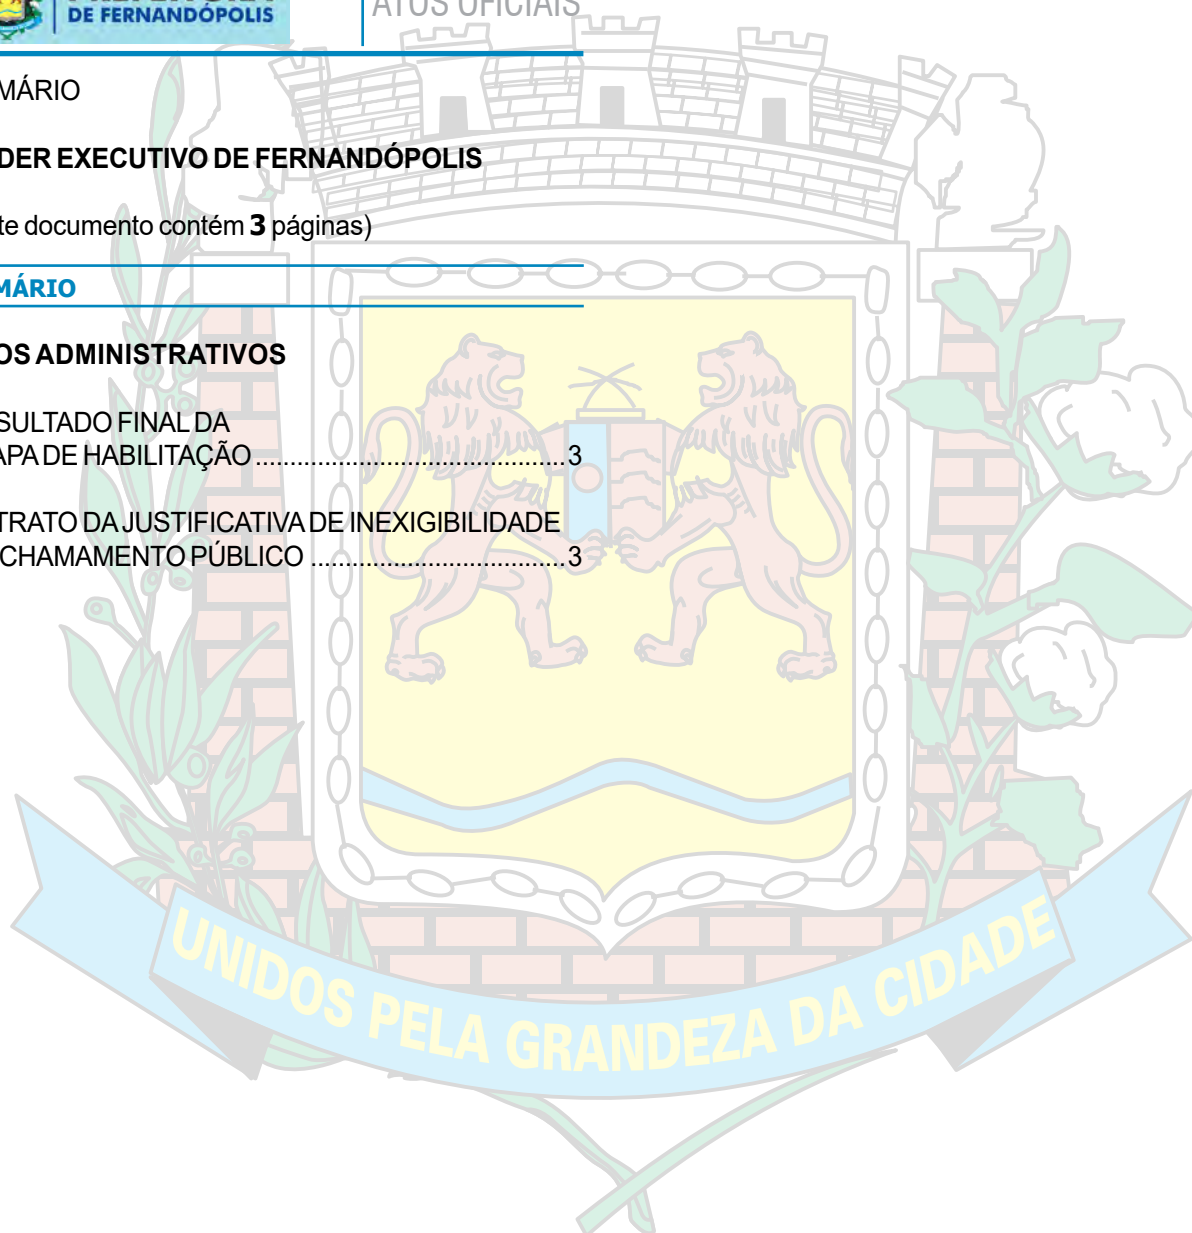 DE FERNANDÓPOLIS
ATOS OFICIAIS
MÁRIO
DER EXECUTIVO DE FERNANDÓPOLIS
te documento contém 3 páginas)
MÁRIO
OS ADMINISTRATIVOS
SULTADO FINAL DA
APA DE HABILITAÇÃO ............................................ 3
TRATO DA JUSTIFICATIVA DE INEXIGIBILIDADE
CHAMAMENTO PÚBLICO .................................... 3
UNIDOS PELA GRANDEZA DA CIDADE